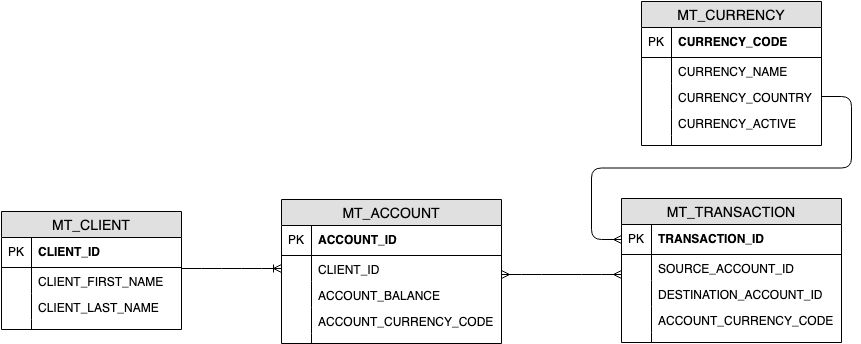 MT_CURRENCY
PK CURRENCY_CODE
CURRENCY_NAME
CURRENCY_COUNTRY
CURRENCY_ACTIVE
MT_CLIENT
PK CLIENT_ID
CLIENT_FIRST_NAME
CLIENT_LAST_NAME
MT_ACCOUNT
PK ACCOUNT_ID
CLIENT_ID
ACCOUNT_BALANCE
ACCOUNT_CURRENCY_CODE
MT_TRANSACTION
PK TRANSACTION_ID
SOURCE_ACCOUNT_ID
DESTINATION_ACCOUNT_ID
ACCOUNT_CURRENCY_CODE